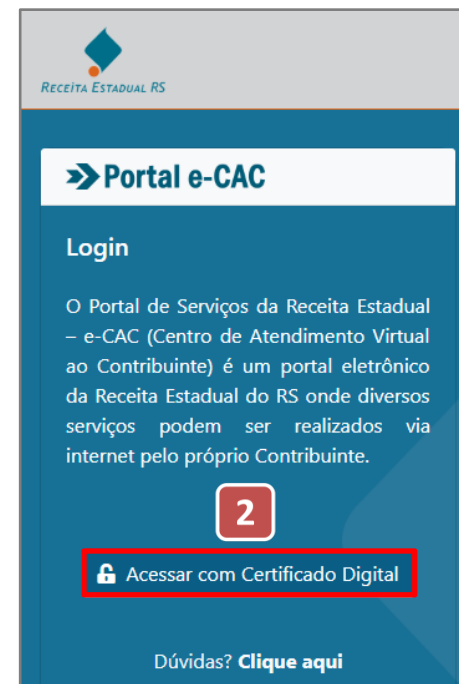 RECEITA ESTADUAL RS
Portal e-CAC
Login
O Portal de Serviços da Receita Estadual
– e-CAC (Centro de Atendimento Virtual
ao Contribuinte) é um portal eletrônico
da Receita Estadual do RS onde diversos
serviços podem ser realizados via
internet pelo próprio Contribuinte.
2
Acessar com Certificado Digital
Dúvidas? Clique aqui